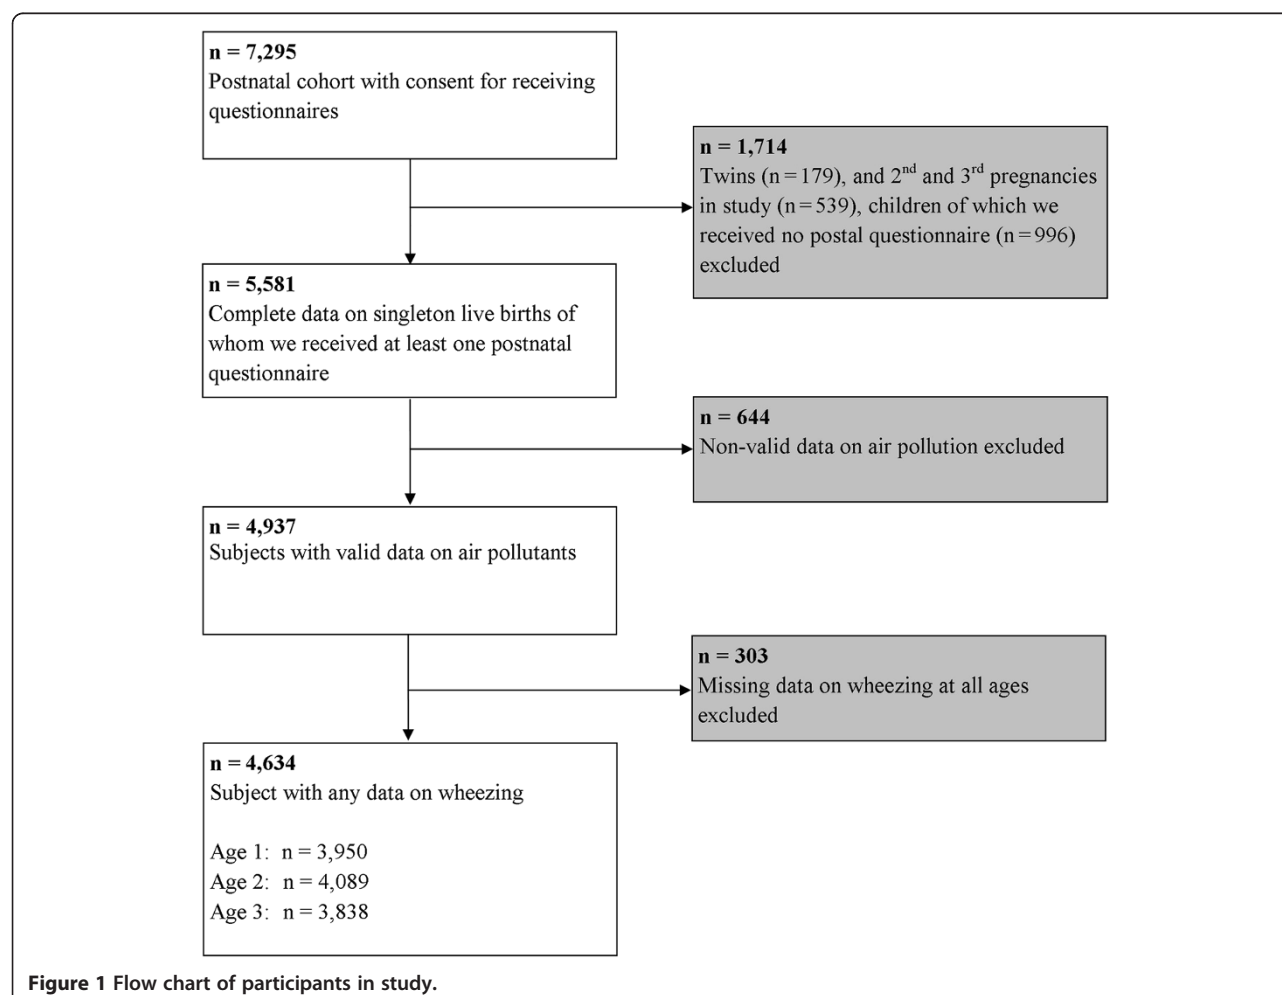 n = 7,295
Postnatal cohort with consent for receiving
questionnaires
n = 1,714
Twins (n = 179), and 2nd and 3rd pregnancies
in study (n = 539), children of which we
received no postal questionnaire (n = 996)
excluded
n = 5,581
Complete data on singleton live births of
whom we received at least one postnatal
questionnaire
n = 644
Non-valid data on air pollution excluded
n = 4,937
Subjects with valid data on air pollutants
n = 303
Missing data on wheezing at all ages
excluded
n = 4,634
Subject with any data on wheezing
Age 1: n = 3,950
Age 2: n = 4,089
Age 3: n = 3,838
Figure 1 Flow chart of participants in study.